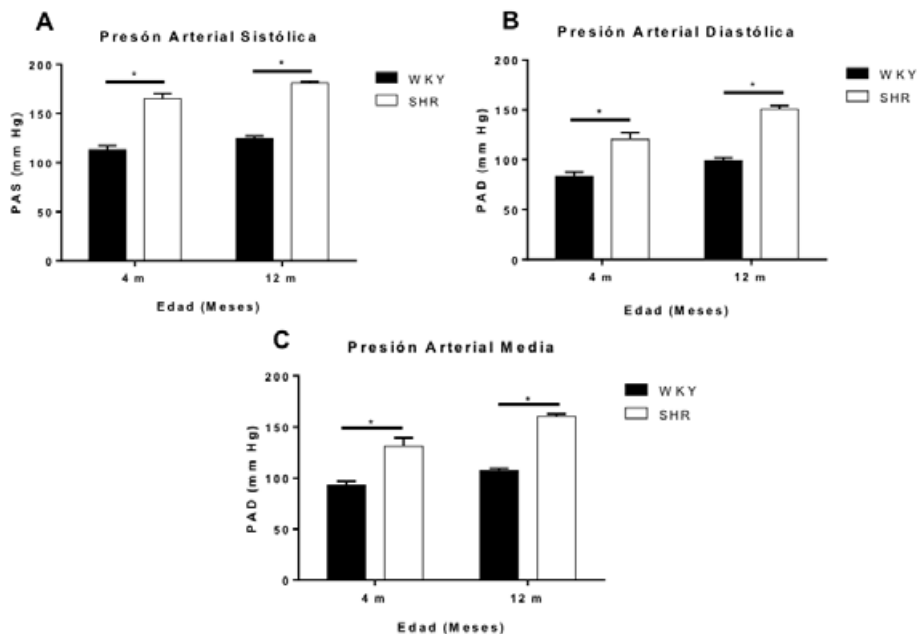 A
Presón Arterial Sistólica
200
150
100
50
0
PAS (mm Hg)
*
*
WKY
SHR
4 m
12 m
Edad (Meses)
B
Presión Arterial Diastólica
200
150
100
50
0
PAD (mm Hg)
*
*
WKY
SHR
4 m
12 m
Edad (Meses)
C
Presión Arterial Media
200
150
100
50
0
PAD (mm Hg)
*
*
WKY
SHR
4 m
12 m
Edad (Meses)